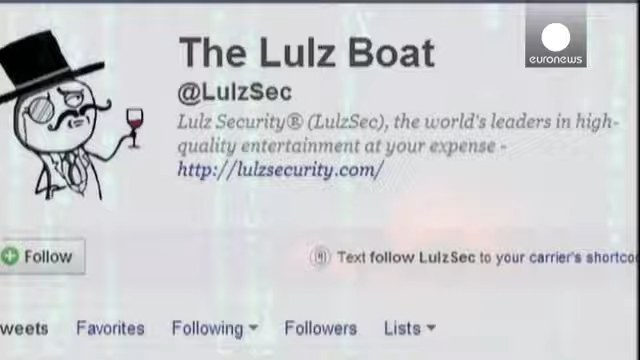 The Lulz Boat
euronews
@LulzSec
Lulz Security® (LulzSec), the world's leaders in high-
quality entertainment at your expense -
http://lulzsecurity.com/
Follow
Text follow LulzSec to your carrier's shortco
weets Favorites Following Followers Lists